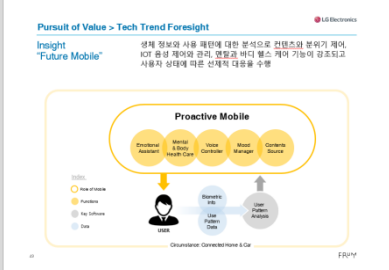 Pursuit of Value > Tech Trend Foresight
LG Electronics
Insight
"Future Mobile"
생체 정보와 사용 패턴에 대한 분석으로 컨텐츠와 분위기 제어,
IOT 음성 제어와 관리, 멘탈과 바디 헬스 케어 기능이 강조되고
사용자 상태에 따른 선제적 대응을 수행
Proactive Mobile
Emotional
Assistant
Mental
& Body
Health Care
Voice
Controller
Mood
Manager
Contents
Source
Index
Role of Mobile
Functions
Key Software
Data
USER
Biometric
Info
Use
Pattern
Data
User
Pattern
Analysis
Circumstance: Connected Home & Car